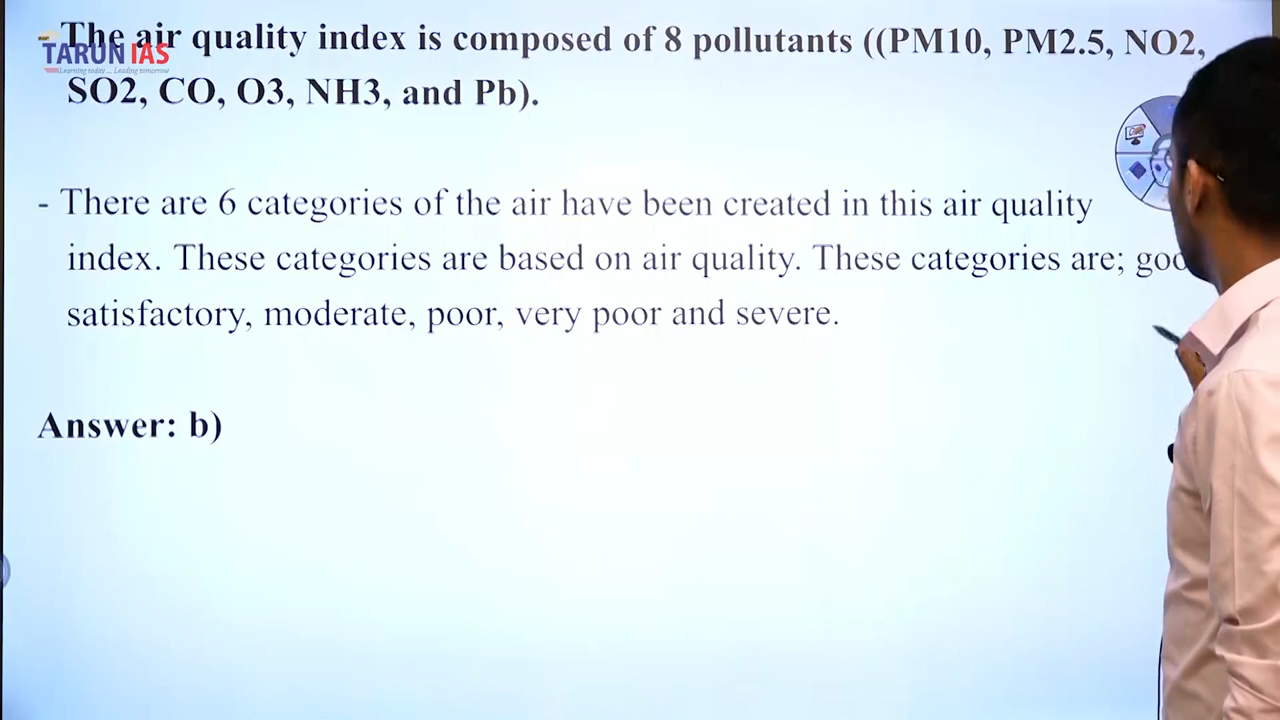 - The air quality index is composed of 8 pollutants ((PM10, PM2.5, NO2,
TARUN IAS
Learning today ... Leading tomorrow
SO2, CO, O3, NH3, and Pb).
- There are 6 categories of the air have been created in this air quality
index. These categories are based on air quality. These categories are;
satisfactory, moderate, poor, very poor and severe.
Answer: b)